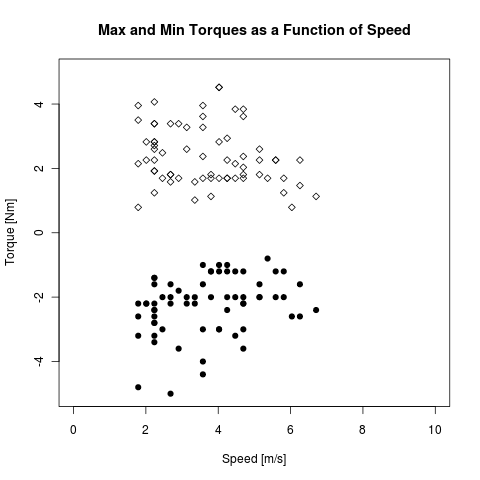 Max and Min Torques as a Function of Speed
Torque [Nm]
4
2
0
-2
-4
0 2 4 6 8 10
Speed [m/s]